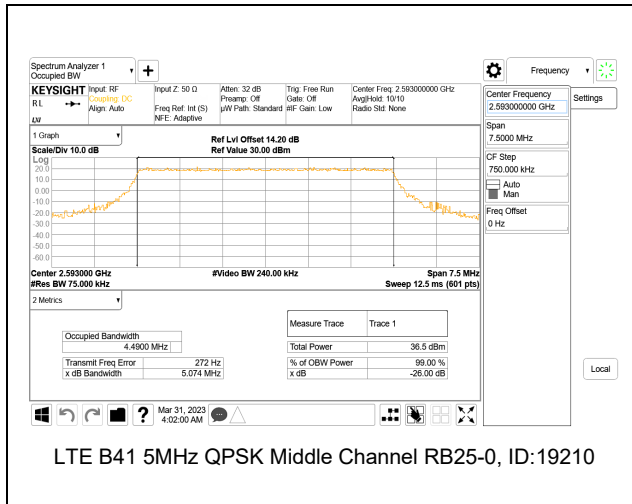 Spectrum Analyzer 1
Occupied BW
Frequency
KEYSIGHT
RL
Input: RF
Coupling: DC
Align: Auto
Input Z: 50 Ω
Freq Ref: Int (S)
NFE: Adaptive
Atten: 32 dB
Preamp: Off
µW Path: Standard
Trig: Free Run
Gate: Off
#IF Gain: Low
Center Freq: 2.593000000 GHz
Avg|Hold: 10/10
Radio Std: None
LXI
Center Frequency
2.593000000 GHz
Settings
Span
7.5000 MHz
CF Step
750.000 kHz
Auto
Man
Freq Offset
0 Hz
Local
1 Graph
Scale/Div 10.0 dB
Ref Lvl Offset 14.20 dB
Ref Value 30.00 dBm
Log
20.0
10.0
0.00
-10.0
-20.0
-30.0
-40.0
-50.0
-60.0
Center 2.593000 GHz
#Video BW 240.00 kHz
Span 7.5 MHz
#Res BW 75.000 kHz
Sweep 12.5 ms (601 pts)
2 Metrics
Measure Trace Trace 1
Occupied Bandwidth
4.4900 MHz
Total Power 36.5 dBm
Transmit Freq Error 272 Hz
% of OBW Power 99.00 %
x dB Bandwidth 5.074 MHz
x dB -26.00 dB
?
Mar 31, 2023
4:02:00 AM
LTE B41 5MHz QPSK Middle Channel RB25-0, ID:19210